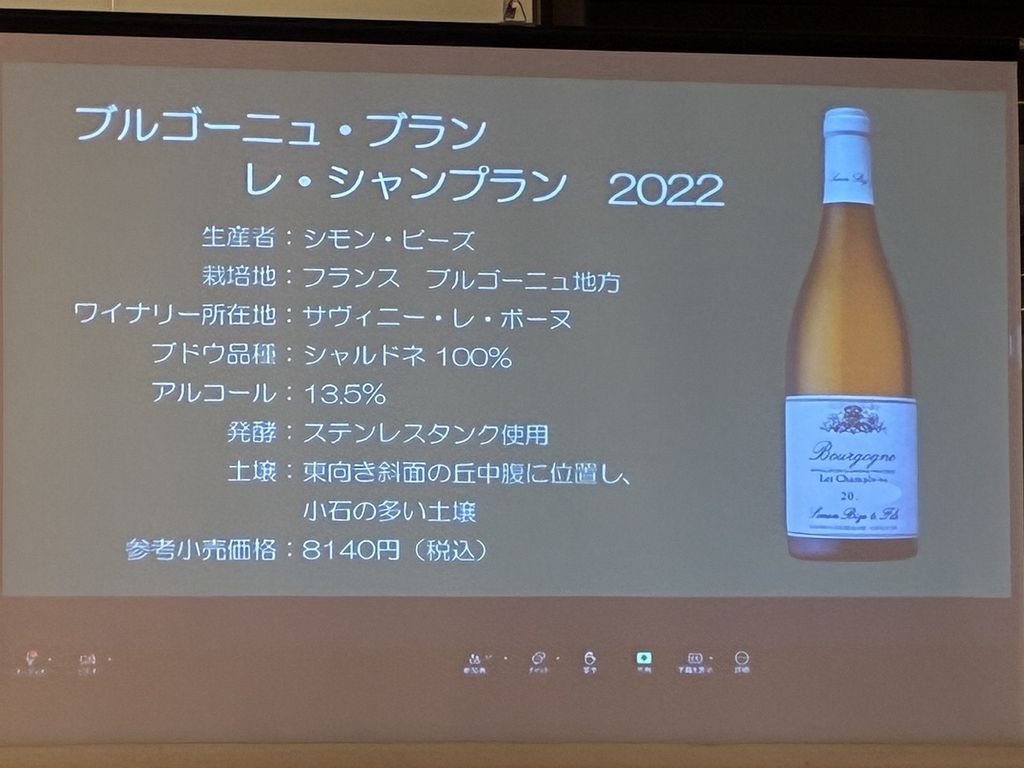 ブルゴーニュ・ブラン
レ・シャンプラン　2022
生産者：シモン・ビーズ
栽培地：フランス　ブルゴーニュ地方
ワイナリー所在地：サヴィニー・レ・ボーヌ
ブドウ品種：シャルドネ 100%
アルコール：13.5%
発酵：ステンレスタンク使用
土壌：東向き斜面の丘中腹に位置し、
小石の多い土壌
参考小売価格：8140円（税込）
Bourgogne
20
Simon Bize & Fils